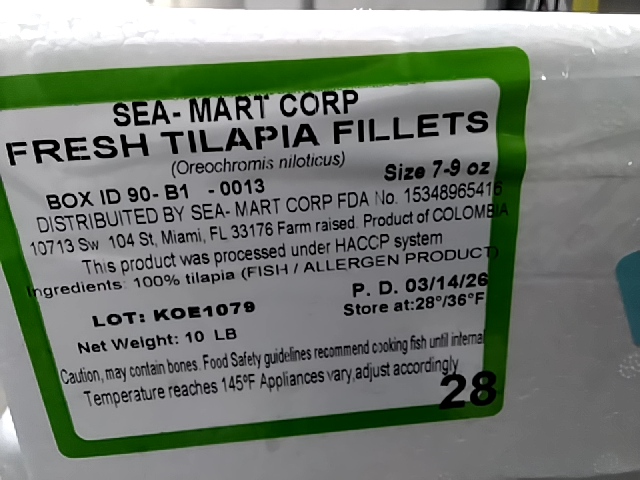 SEA- MART CORP
FRESH TILAPIA FILLETS
(Oreochromis niloticus)
Size 7-9 oz
BOX ID 90- B1 - 0013
DISTRIBUITED BY SEA- MART CORP FDA No. 15348965416
10713 Sw 104 St, Miami, FL 33176 Farm raised. Product of COLOMBIA
This product was processed under HACCP system
Ingredients: 100% tilapia (FISH / ALLERGEN PRODUCT)
P. D. 03/14/26
LOT: KOE1079
Store at:28°/36°F
Net Weight: 10 LB
Caution, may contain bones. Food Safety guidelines recommend cooking fish until internal
Temperature reaches 145°F Appliances vary,adjust accordingly
28